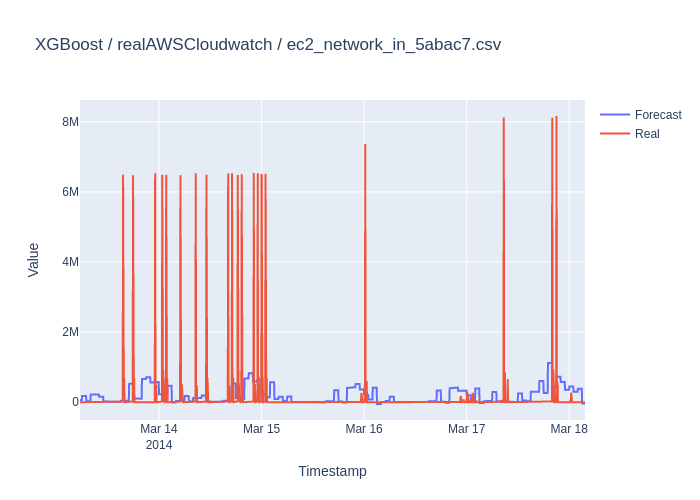 XGBoost / realAWSCloudwatch / ec2_network_in_5abac7.csv
Forecast
Real
8M
6M
4M
2M
0
Value
Mar 14
2014
Mar 15
Mar 16
Mar 17
Mar 18
Timestamp